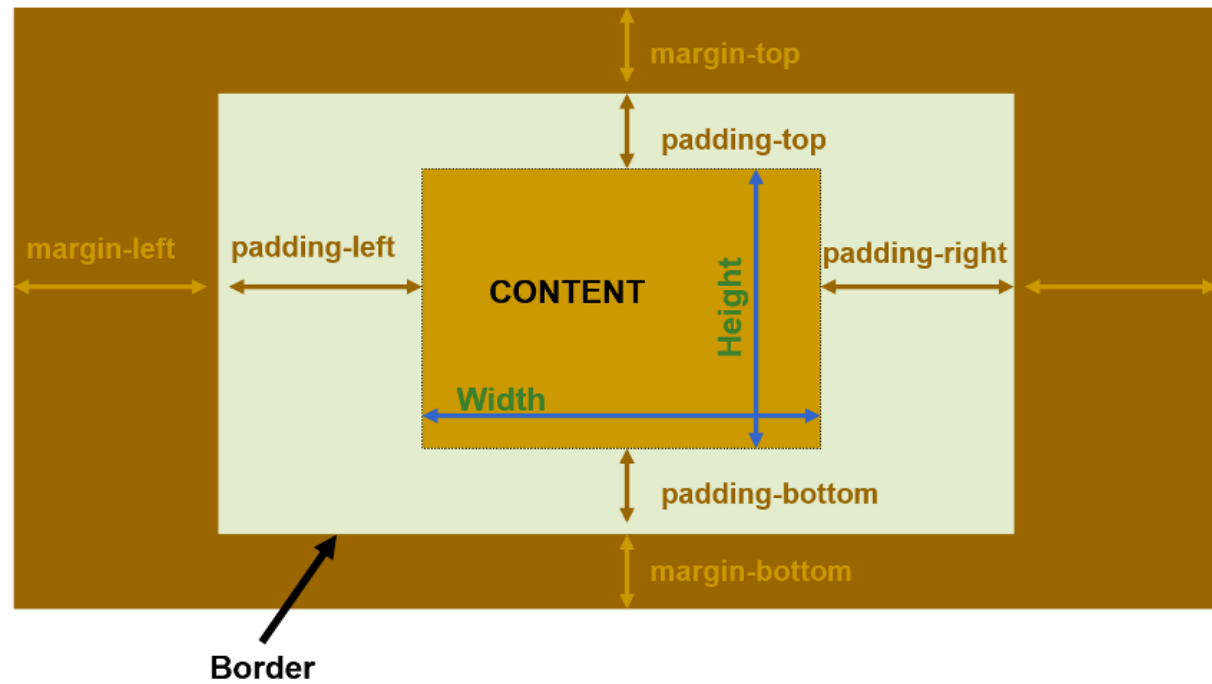 margin-top
padding-top
margin-left
padding-left
padding-right
CONTENT
Height
Width
padding-bottom
margin-bottom
Border